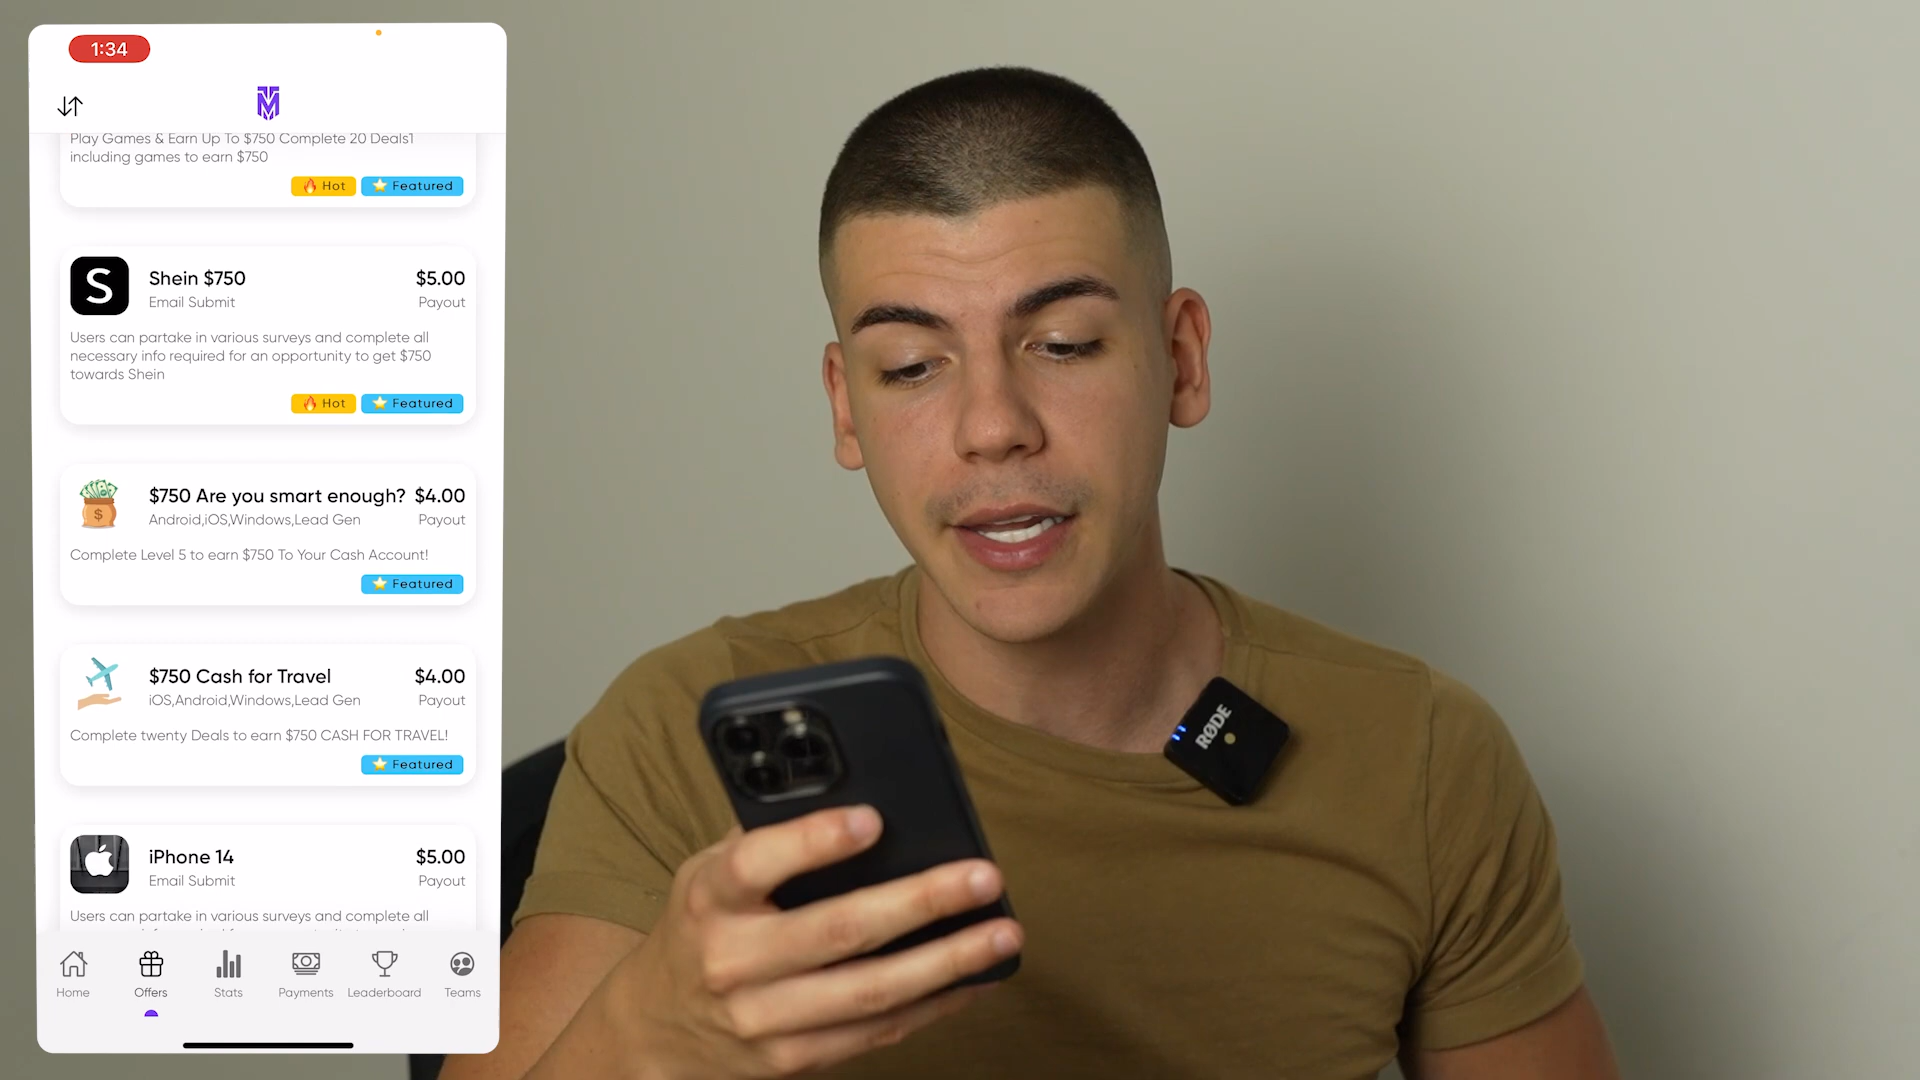 1:34
Play Games & Earn Up To $750 Complete 20 Deals1
including games to earn $750
Hot
Featured
S
Shein $750
$5.00
Email Submit
Payout
Users can partake in various surveys and complete all
necessary info required for an opportunity to get $750
towards Shein
Hot
Featured
$750 Are you smart enough?
$4.00
Android,iOS,Windows,Lead Gen
Payout
Complete Level 5 to earn $750 To Your Cash Account!
Featured
$750 Cash for Travel
$4.00
iOS,Android,Windows,Lead Gen
Payout
Complete twenty Deals to earn $750 CASH FOR TRAVEL!
Featured
iPhone 14
$5.00
Email Submit
Payout
Users can partake in various surveys and complete all
Home
Offers
Stats
Payments
Leaderboard
Teams
RØDE